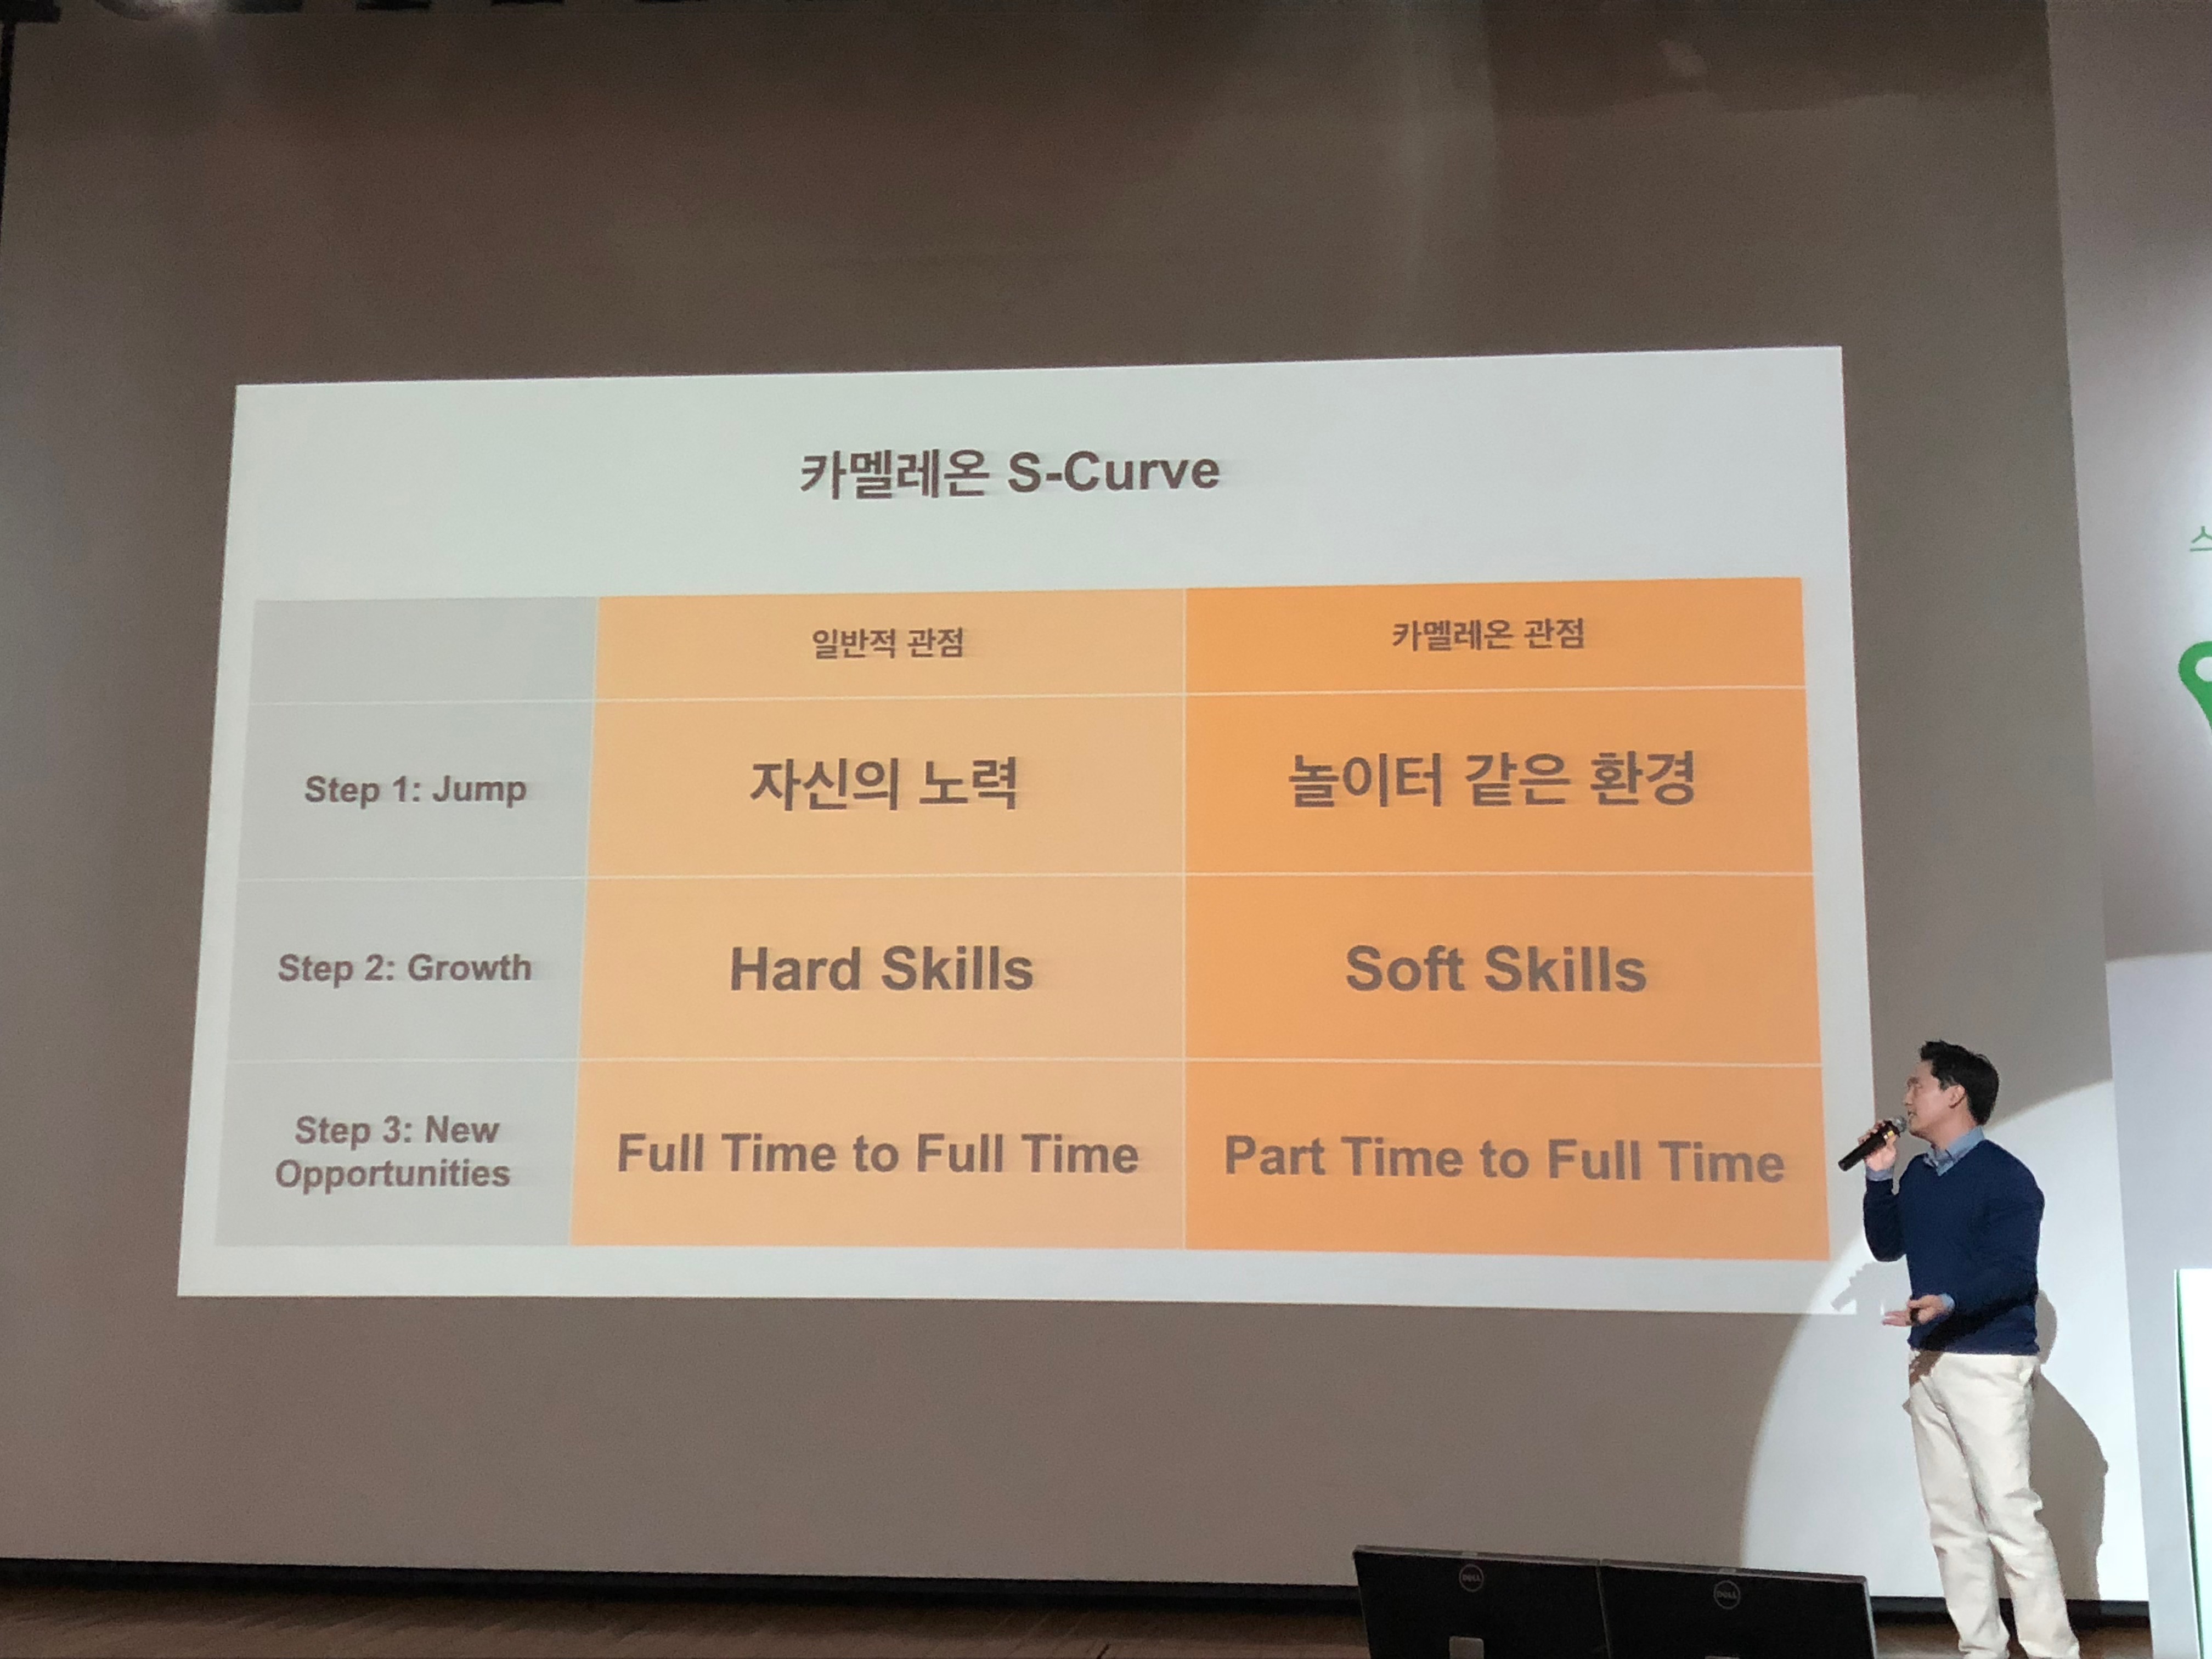 카멜레온 S-Curve
일반적 관점
카멜레온 관점
Step 1: Jump
자신의 노력
놀이터 같은 환경
Step 2: Growth
Hard Skills
Soft Skills
Step 3: New
Opportunities
Full Time to Full Time
Part Time to Full Time
DELL
DELL